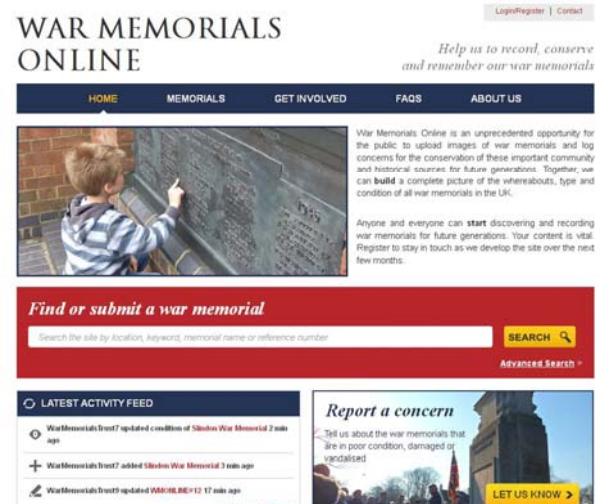 Login/Register | Contact
WAR MEMORIALS
ONLINE
Help us to record, conserve
and remember our war memorials
HOME MEMORIALS GET INVOLVED FAQS ABOUT US
War Memorials Online is an unprecedented opportunity for
the public to upload images of war memorials and log
concerns for the conservation of these important community
and historical sources for future generations. Together, we
can build a complete picture of the whereabouts, type and
condition of all war memorials in the UK.
Anyone and everyone can start discovering and recording
war memorials for future generations. Your content is vital.
Register to stay in touch as we develop the site over the next
few months.
Find or submit a war memorial
Search the site by location, keyword, memorial name or reference number
SEARCH
Advanced Search >
LATEST ACTIVITY FEED
WarMemorialsTrust7 updated condition of Slindon War Memorial 2 min
ago
WarMemorialsTrust7 added Slindon War Memorial 3 min ago
WarMemorialsTrust9 updated WMONLINE#12 17 min ago
Report a concern
Tell us about the war memorials that
are in poor condition, damaged or
vandalised
LET US KNOW >